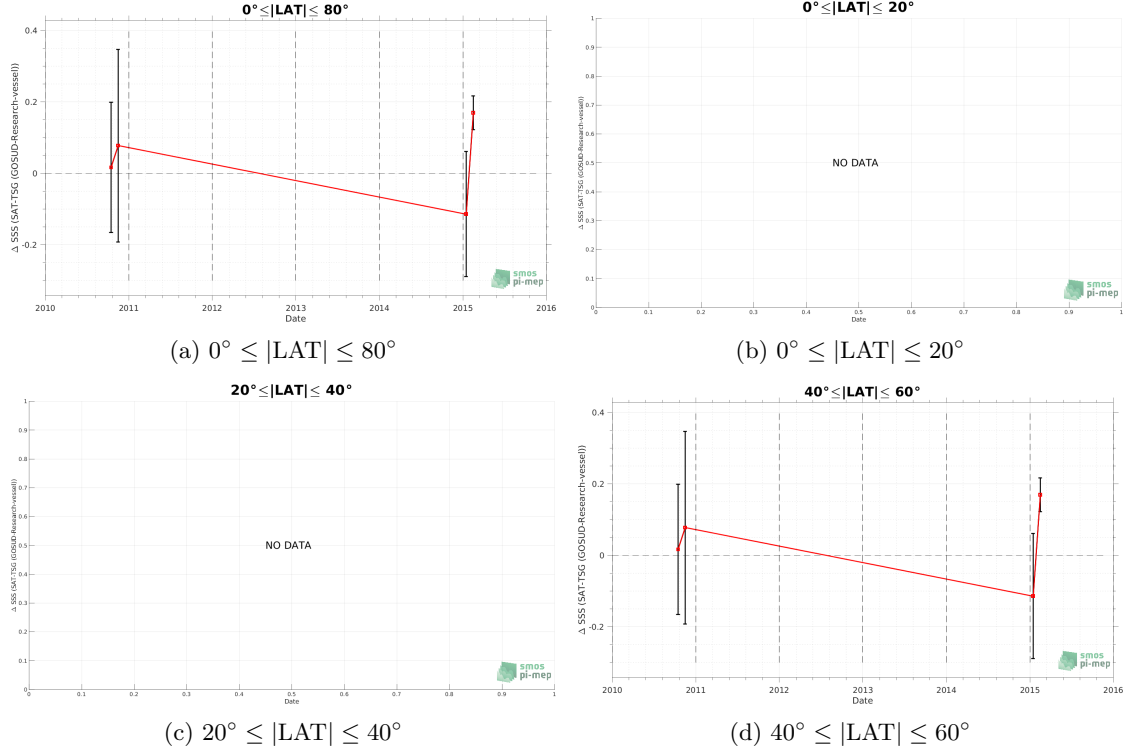 0°≤|LAT|≤ 80°
0.4
0.2
0
-0.2
Δ SSS (SAT-TSG (GOSUD-Research-vessel))
2010 2011 2012 2013 2014 2015 2016
Date
smos
pi-mep
(a) 0° ≤ |LAT| ≤ 80°
0°≤|LAT|≤ 20°
1
0.9
0.8
0.7
0.6
0.5
0.4
0.3
0.2
0.1
0
Δ SSS (SAT-TSG (GOSUD-Research-vessel))
NO DATA
0 0.1 0.2 0.3 0.4 0.5 0.6 0.7 0.8 0.9 1
Date
smos
pi-mep
(b) 0° ≤ |LAT| ≤ 20°
20°≤|LAT|≤ 40°
1
0.9
0.8
0.7
0.6
0.5
0.4
0.3
0.2
0.1
0
Δ SSS (SAT-TSG (GOSUD-Research-vessel))
NO DATA
0 0.1 0.2 0.3 0.4 0.5 0.6 0.7 0.8 0.9 1
Date
smos
pi-mep
(c) 20° ≤ |LAT| ≤ 40°
40°≤|LAT|≤ 60°
0.4
0.2
0
-0.2
Δ SSS (SAT-TSG (GOSUD-Research-vessel))
2010 2011 2012 2013 2014 2015 2016
Date
smos
pi-mep
(d) 40° ≤ |LAT| ≤ 60°